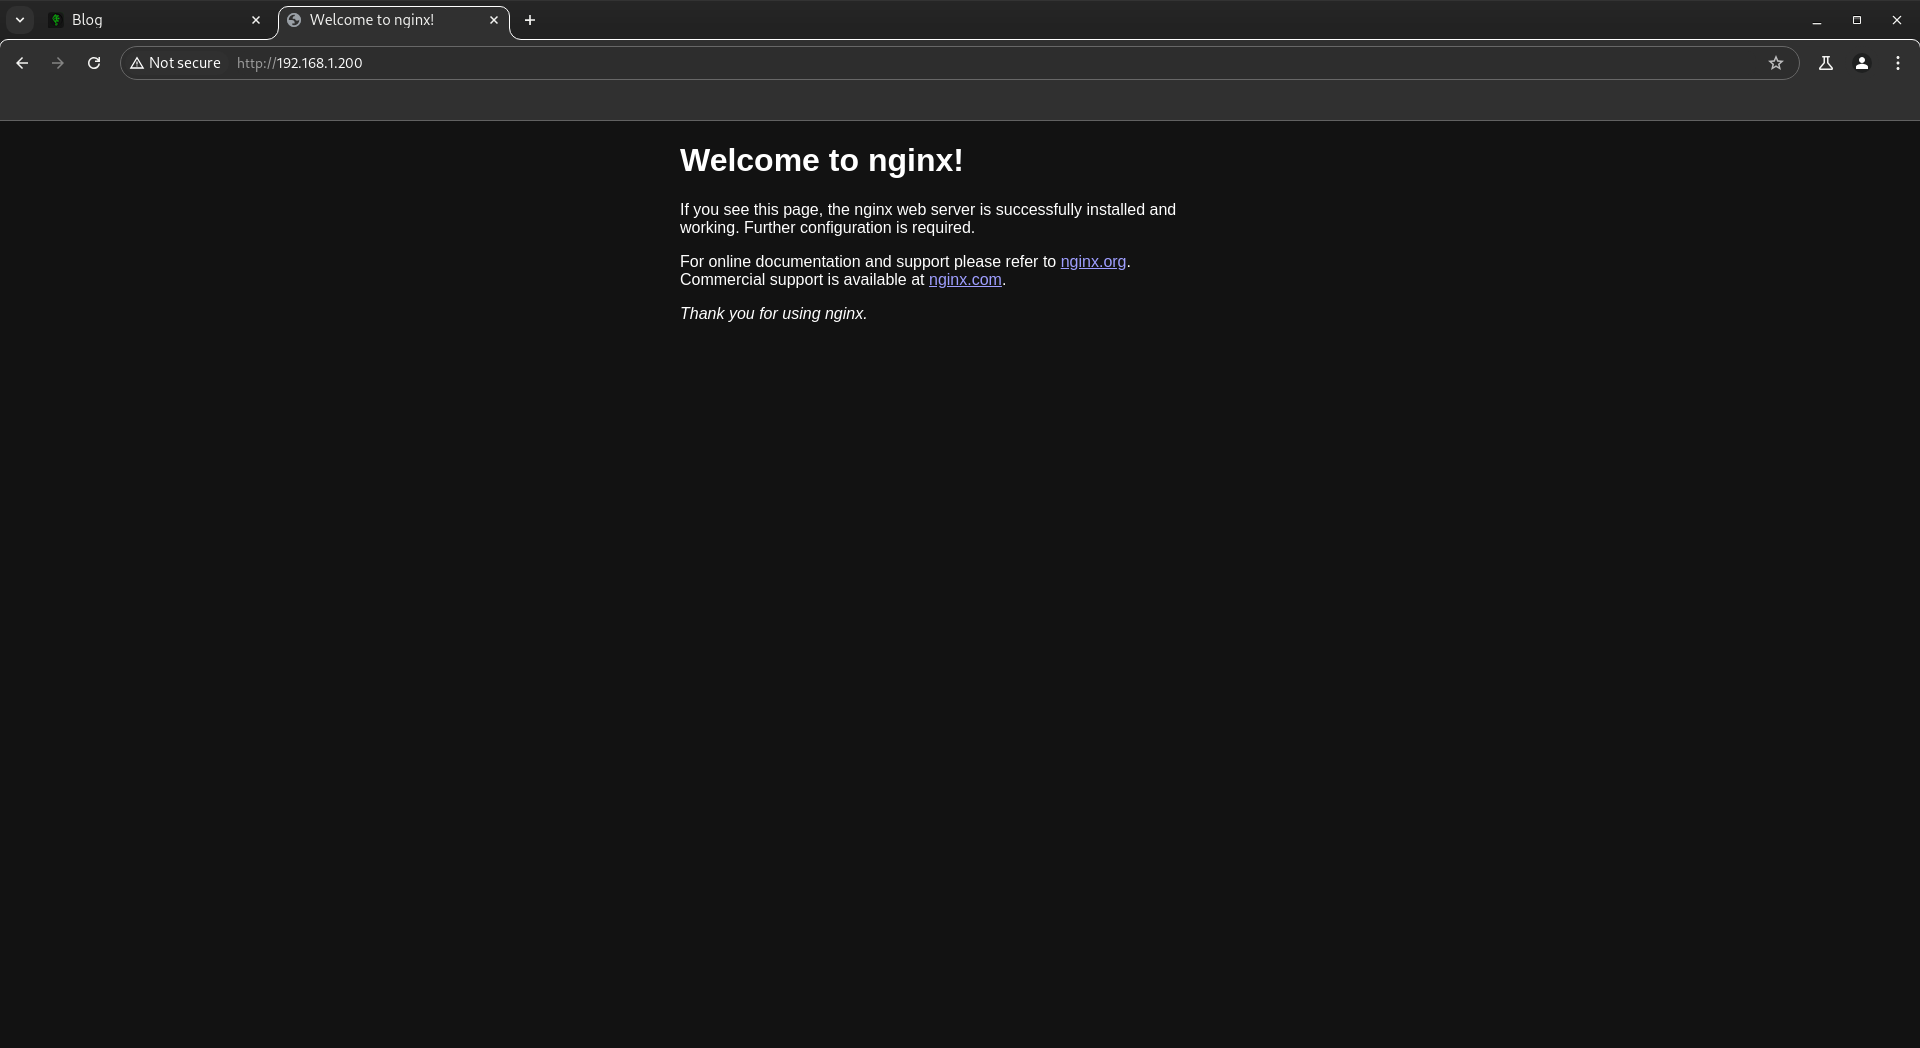 Blog
Welcome to nginx!
Not secure http://192.168.1.200
Welcome to nginx!
If you see this page, the nginx web server is successfully installed and
working. Further configuration is required.
For online documentation and support please refer to nginx.org.
Commercial support is available at nginx.com.
Thank you for using nginx.